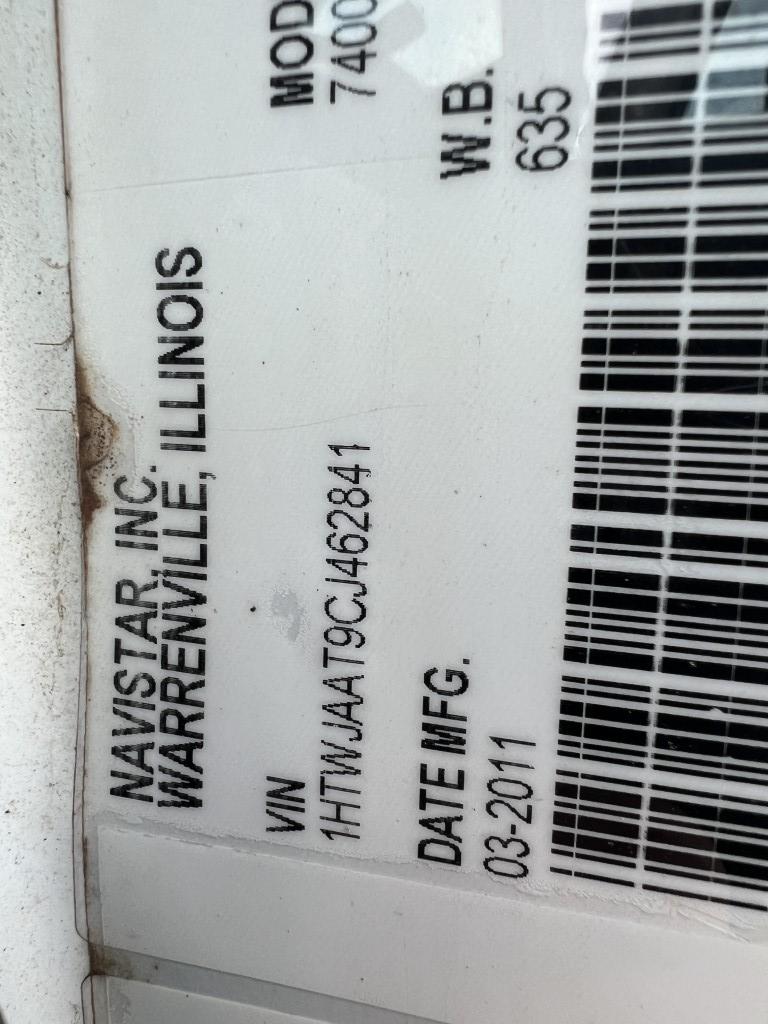 NAVISTAR, INC.
WARRENVILLE, ILLINOIS
VIN
1HTWJAAT9CJ462841
MOD
7400
DATE MFG.
03-2011
W.B.
635